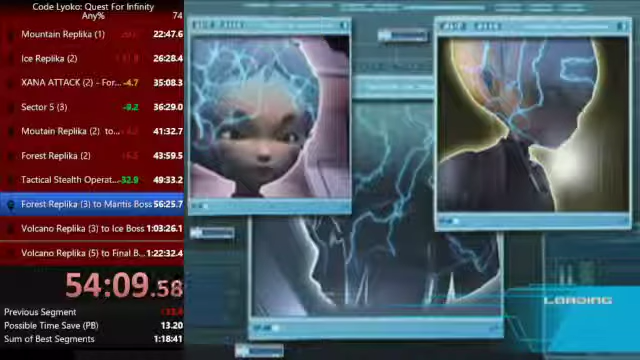 Code Lyoko: Quest For Infinity
Any% 74
Mountain Replika (1) 22:47.6
Ice Replika (2) 26:28.4
XANA ATTACK (2) - For... -4.7 35:08.3
Sector 5 (3) -9.2 36:29.0
Moutain Replika (2) to... 41:32.7
Forest Replika (2) 43:59.5
Tactical Stealth Operat... -32.9 49:33.2
Forest Replika (3) to Mantis Boss 56:25.7
Volcano Replika (3) to Ice Boss 1:03:26.1
Volcano Replika (5) to Final B... 1:22:32.4
54:09.58
Previous Segment
Possible Time Save (PB) 13.20
Sum of Best Segments 1:18:41
LOADING